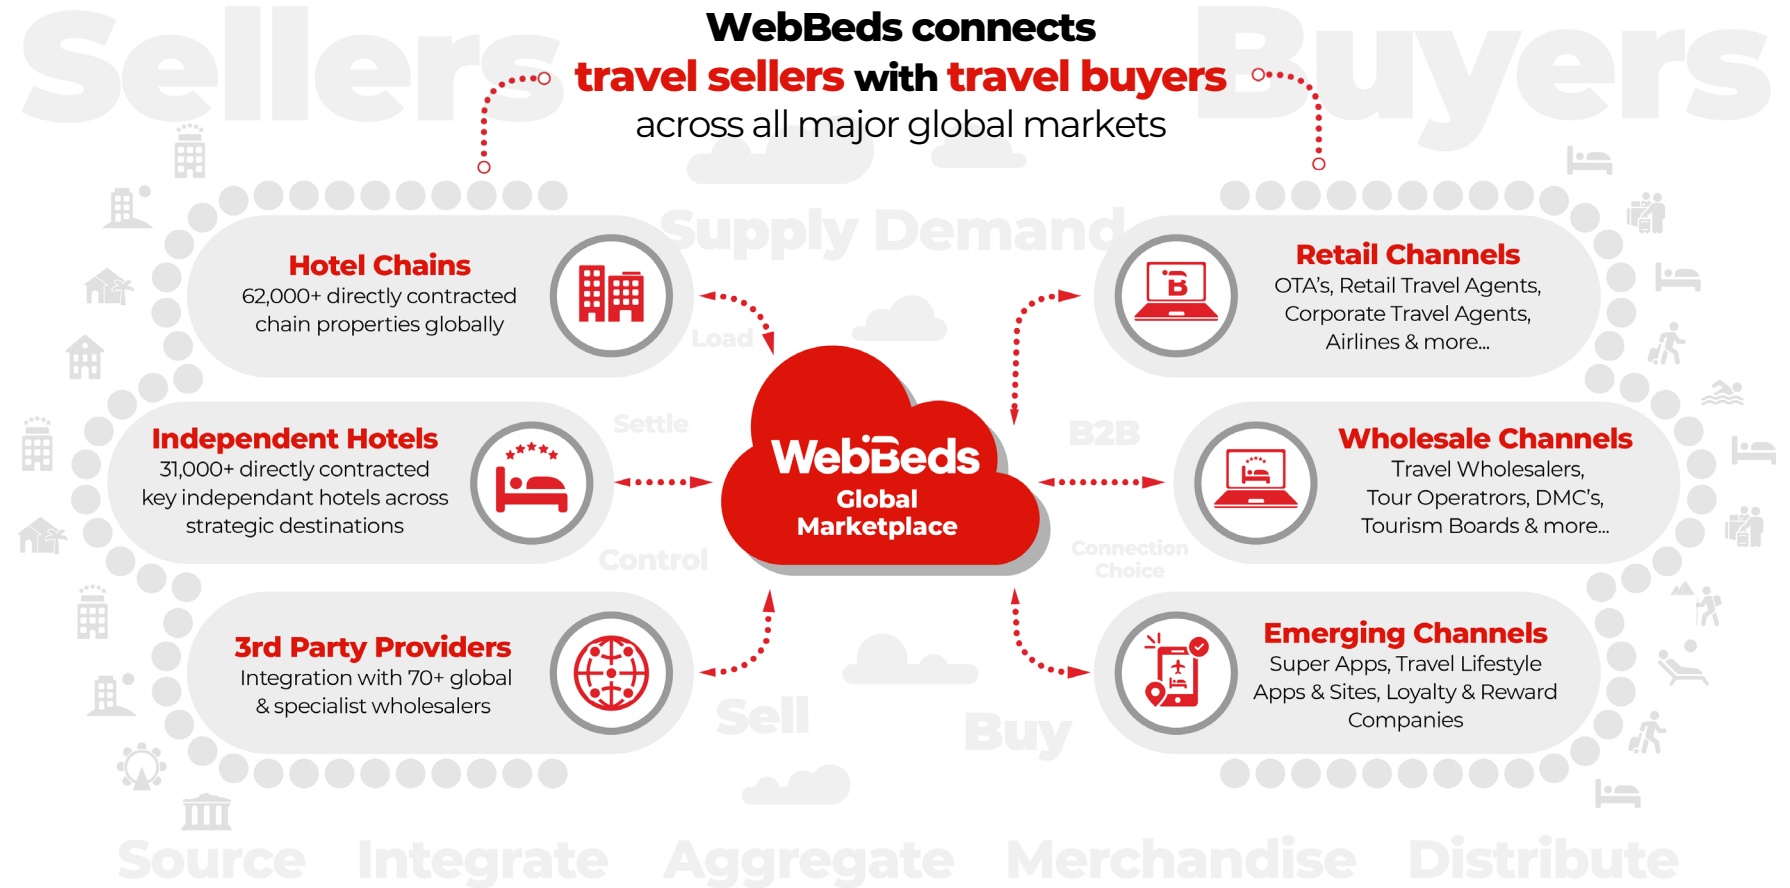 Sellers
Buyers
WebBeds connects
travel sellers with travel buyers
across all major global markets
Supply Demand
Hotel Chains
62,000+ directly contracted
chain properties globally
Load
Independent Hotels
31,000+ directly contracted
key independant hotels across
strategic destinations
Settle
Control
3rd Party Providers
Integration with 70+ global
& specialist wholesalers
WebBeds
Global
Marketplace
B
Retail Channels
OTA's, Retail Travel Agents,
Corporate Travel Agents,
Airlines & more...
B2B
Wholesale Channels
Travel Wholesalers,
Tour Operatrors, DMC's,
Tourism Boards & more...
Connection
Choice
Emerging Channels
Super Apps, Travel Lifestyle
Apps & Sites, Loyalty & Reward
Companies
Sell
Buy
Source Integrate Aggregate Merchandise Distribute